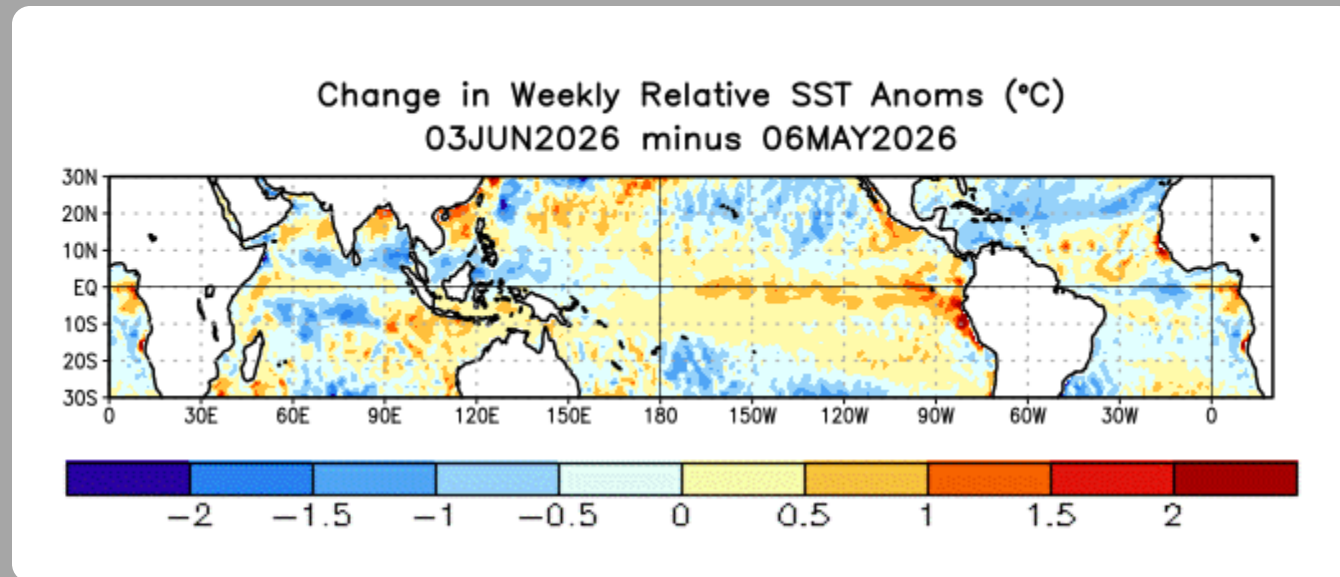 Change in Weekly Relative SST Anoms (°C)
03JUN2026 minus 06MAY2026
30N
20N
10N
EQ
10S
20S
30S
0 30E 60E 90E 120E 150E 180 150W 120W 90W 60W 30W 0
−2 −1.5 −1 −0.5 0 0.5 1 1.5 2